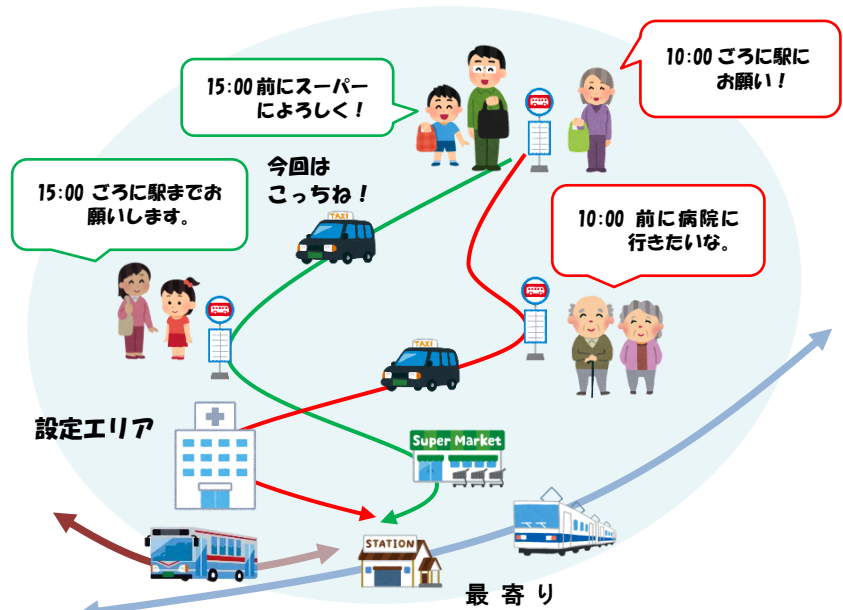 10:00 ごろに駅に
お願い！
15:00 前にスーパー
によろしく！
今回は
こっちね！
15:00 ごろに駅までお
願いします。
10:00 前に病院に
行きたいな。
TAXI
TAXI
設定エリア
Super Market
STATION
最寄り